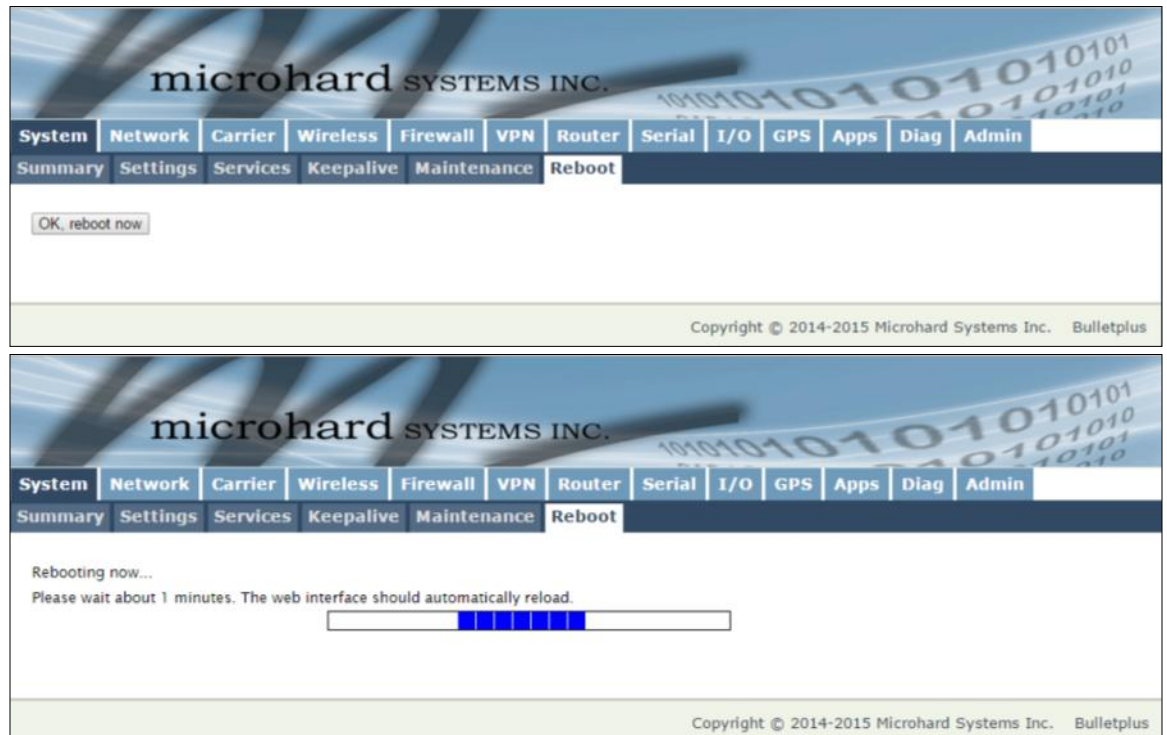 microhard SYSTEMS INC.
System Network Carrier Wireless Firewall VPN Router Serial I/O GPS Apps Diag Admin
Summary Settings Services Keepalive Maintenance Reboot
OK, reboot now
Copyright © 2014-2015 Microhard Systems Inc. Bulletplus
microhard SYSTEMS INC.
System Network Carrier Wireless Firewall VPN Router Serial I/O GPS Apps Diag Admin
Summary Settings Services Keepalive Maintenance Reboot
Rebooting now...
Please wait about 1 minutes. The web interface should automatically reload.
Copyright © 2014-2015 Microhard Systems Inc. Bulletplus